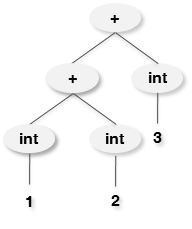 +
+ int
int int 3
1 2